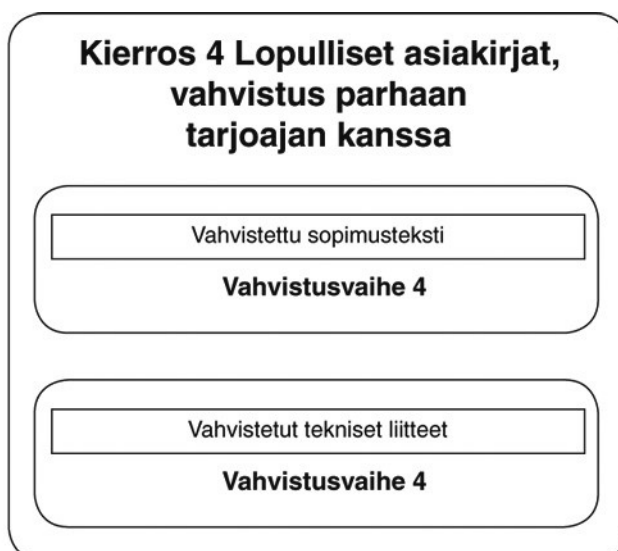 Kierros 4 Lopulliset asiakirjat,
vahvistus parhaan
tarjoajan kanssa
Vahvistettu sopimusteksti
Vahvistusvaihe 4
Vahvistetut tekniset liitteet
Vahvistusvaihe 4